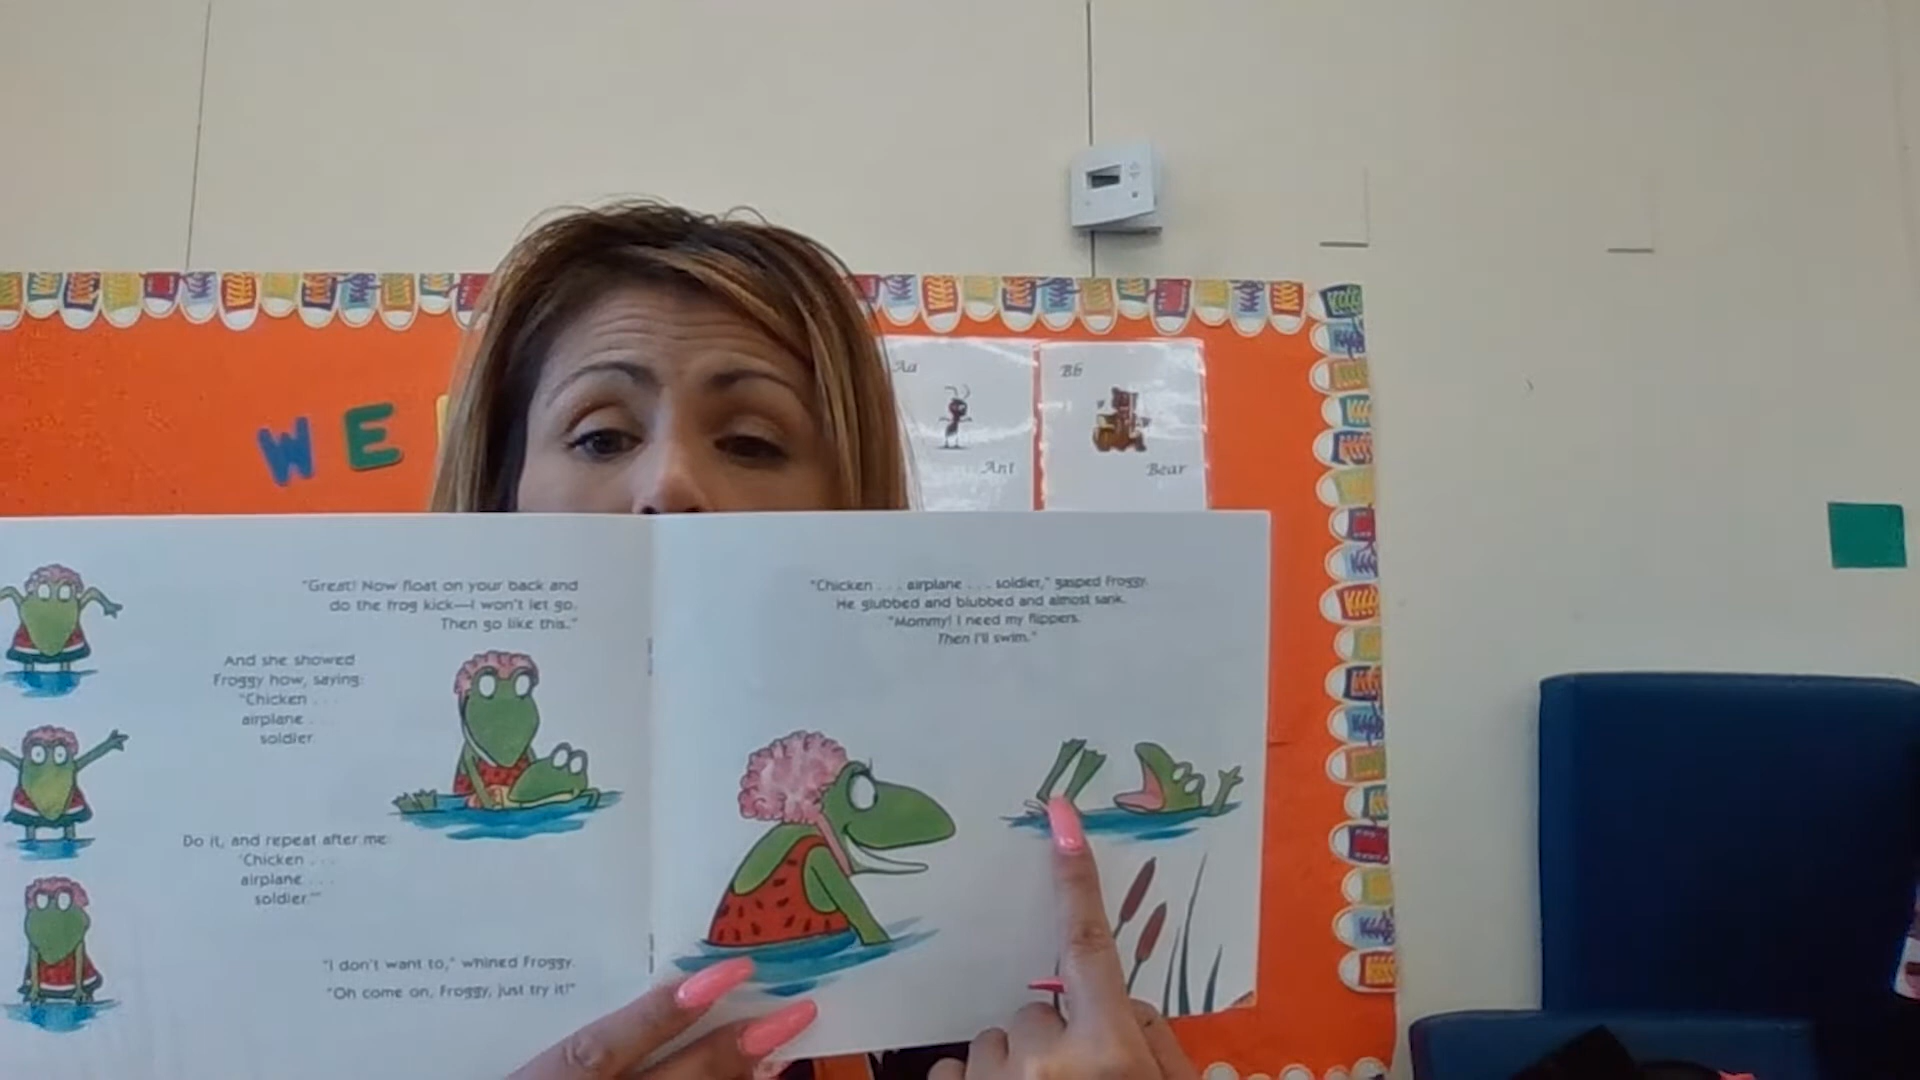 WE
Aa
Ant
Bb
Bear
"Great! Now float on your back and
do the frog kick—I won't let go.
Then go like this."
And she showed
Froggy how, saying:
"Chicken . . .
airplane . . .
soldier.
Do it, and repeat after me:
'Chicken . . .
airplane . . .
soldier.'"
"I don't want to," whined Froggy.
"Oh come on, Froggy, just try it!"
"Chicken . . . airplane . . . soldier," gasped Froggy.
He glubbed and blubbed and almost sank.
"Mommy! I need my flippers.
Then I'll swim."